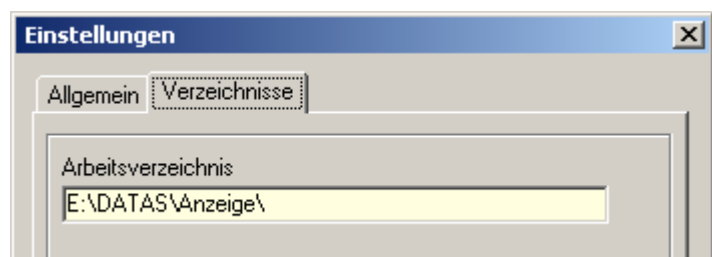 Einstellungen
Allgemein Verzeichnisse
Arbeitsverzeichnis
E:\DATAS\Anzeige\